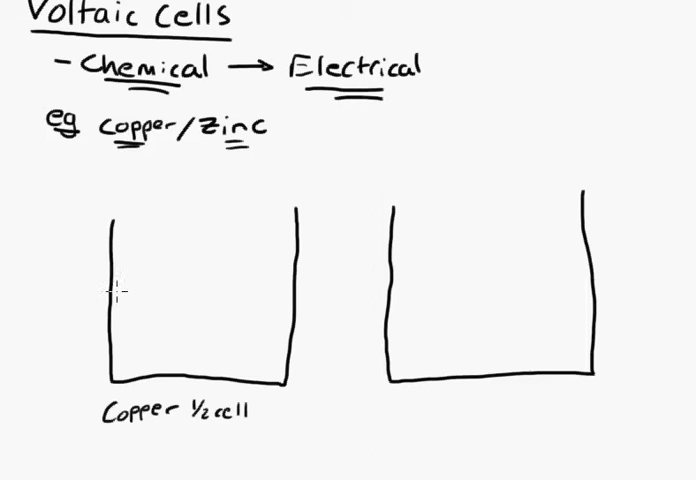 Voltaic Cells
- Chemical → Electrical
eg Copper/Zinc
Copper ½ cell